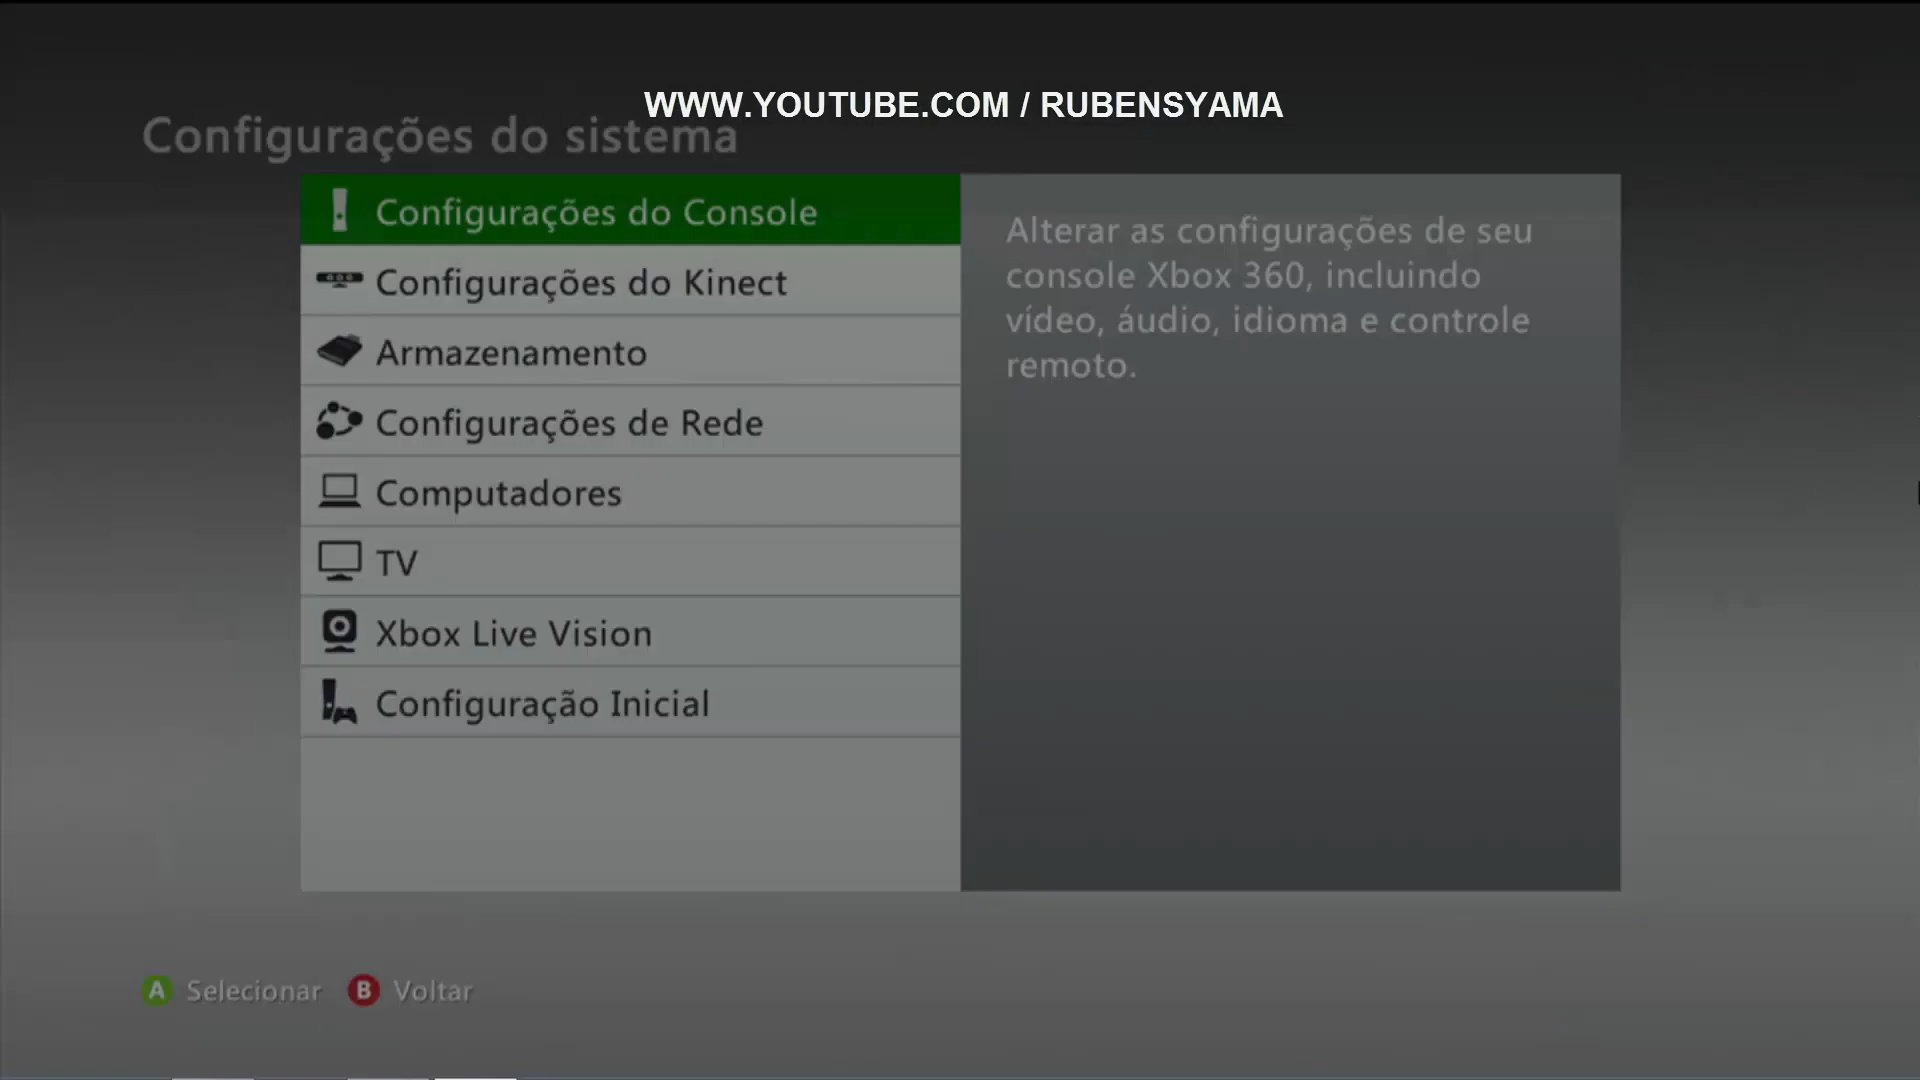 WWW.YOUTUBE.COM / RUBENSYAMA
Configurações do sistema
Configurações do Console
Configurações do Kinect
Armazenamento
Configurações de Rede
Computadores
TV
Xbox Live Vision
Configuração Inicial
Alterar as configurações de seu
console Xbox 360, incluindo
vídeo, áudio, idioma e controle
remoto.
A Selecionar B Voltar